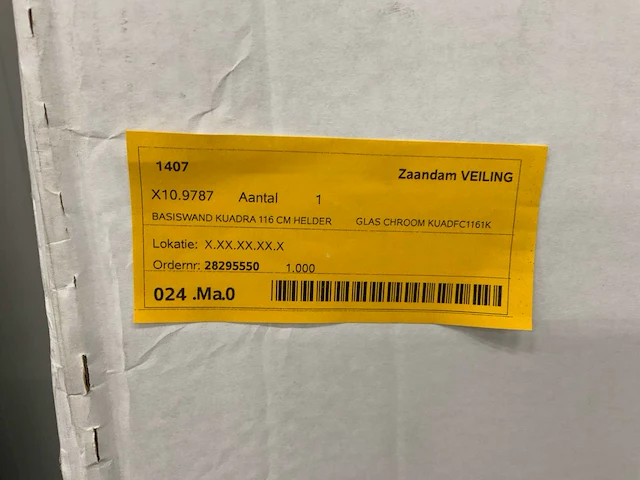 1407 Zaandam VEILING
X10.9787 Aantal 1
BASISWAND KUADRA 116 CM HELDER GLAS CHROOM KUADFC1161K
Lokatie: X.XX.XX.XX.X
Ordernr: 28295550 1.000
024 .Ma.0